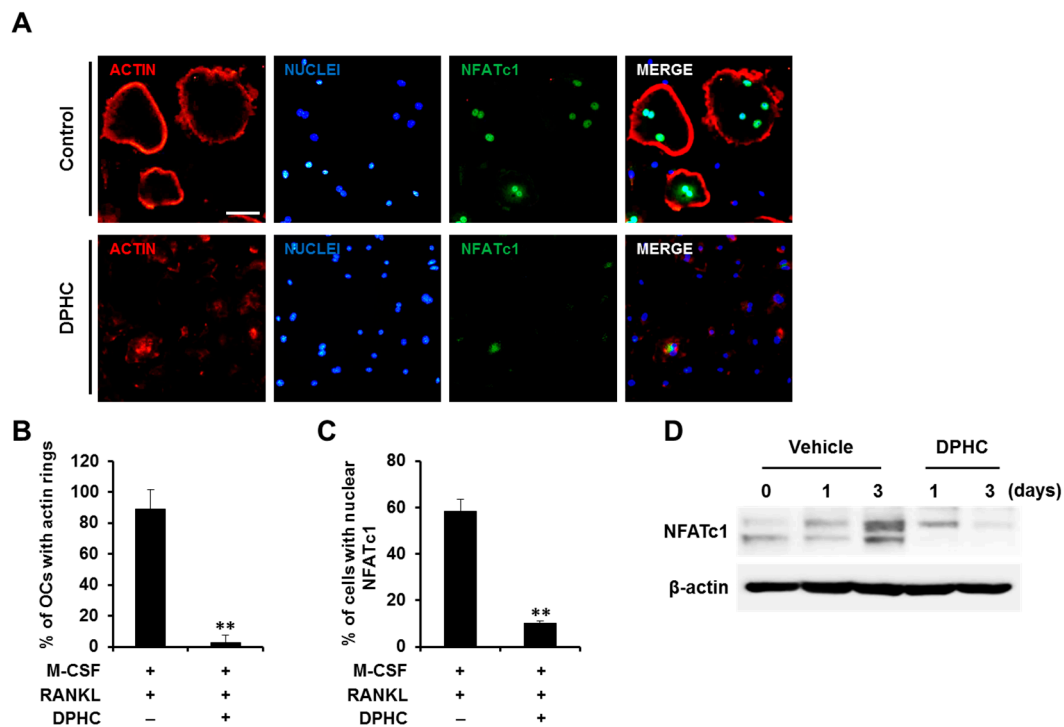 A
ACTIN NUCLEI NFATc1 MERGE
Control
ACTIN NUCLEI NFATc1 MERGE
DPHC
B
% of OCs with actin rings
120
100
80
60
40
20
0
**
M-CSF + +
RANKL + +
DPHC – +
C
% of cells with nuclear
NFATc1
80
60
40
20
0
**
M-CSF + +
RANKL + +
DPHC – +
D
Vehicle DPHC
0 1 3 1 3 (days)
NFATc1
β-actin